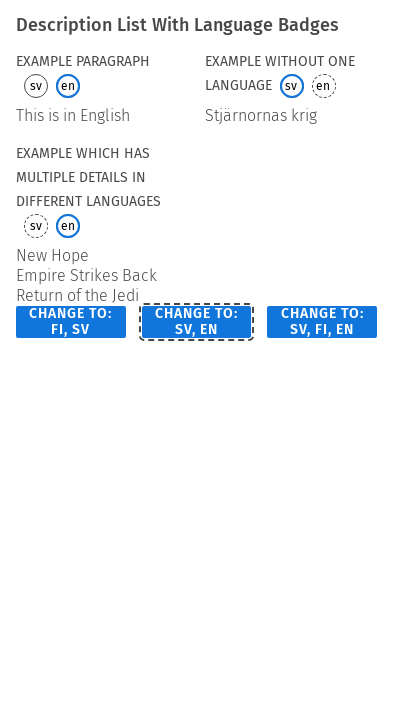 Description List With Language Badges
EXAMPLE PARAGRAPH
sv en
This is in English
EXAMPLE WITHOUT ONE
LANGUAGE sv en
Stjärnornas krig
EXAMPLE WHICH HAS
MULTIPLE DETAILS IN
DIFFERENT LANGUAGES
sv en
New Hope
Empire Strikes Back
Return of the Jedi
CHANGE TO:
FI, SV
CHANGE TO:
SV, EN
CHANGE TO:
SV, FI, EN